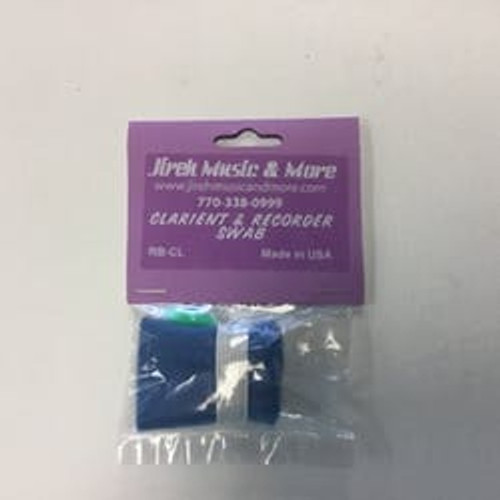 Jireh Music & More
www.jirehmusicandmore.com
770-338-0999
CLARIENT & RECORDER
SWAB
RB-CL Made in USA